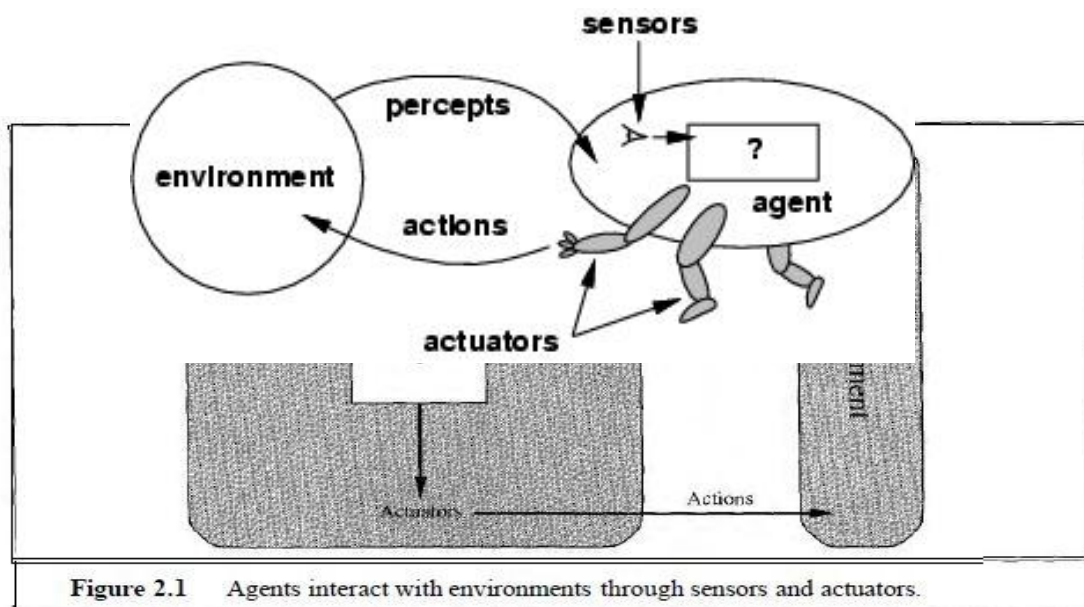 sensors
percepts
?
environment
agent
actions
actuators
ment
Actuators
Actions
Figure 2.1 Agents interact with environments through sensors and actuators.